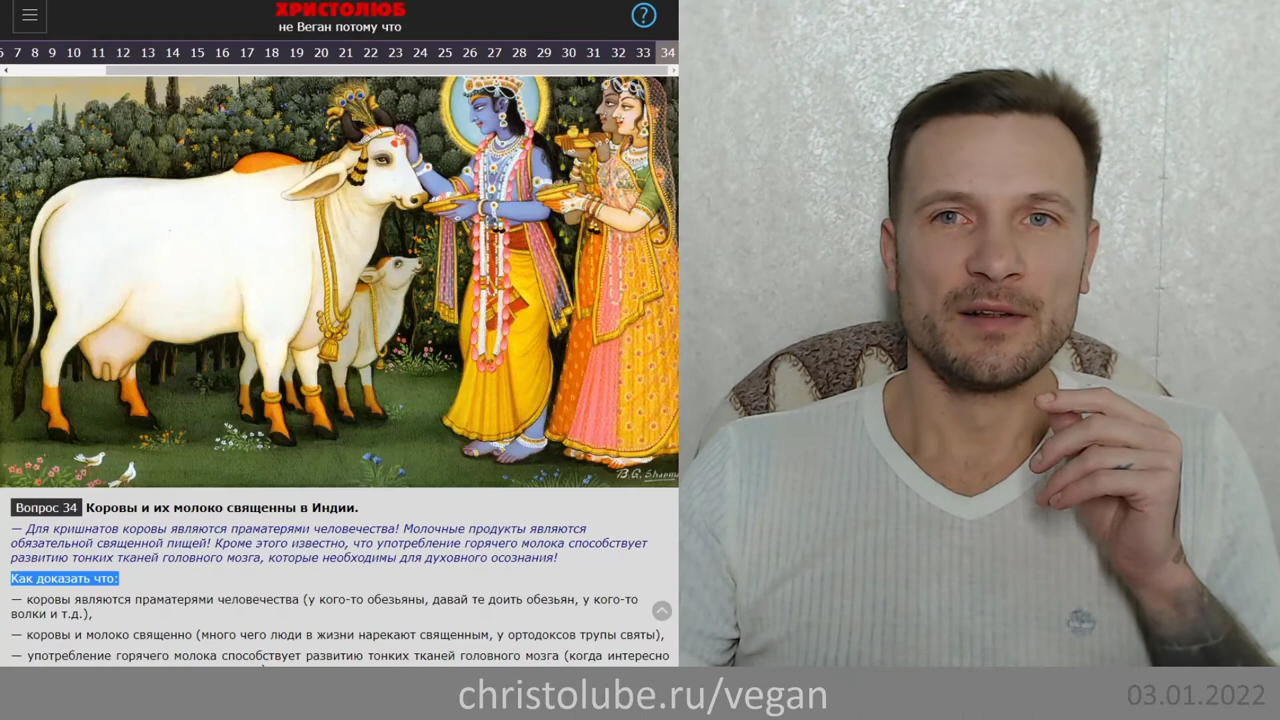 ХРИСТОЛЮБ
не Веган потому что
?
6 7 8 9 10 11 12 13 14 15 16 17 18 19 20 21 22 23 24 25 26 27 28 29 30 31 32 33 34
B.G. Sharma
Вопрос 34 Коровы и их молоко священны в Индии.
— Для кришнатов коровы являются праматерями человечества! Молочные продукты являются
обязательной священной пищей! Кроме этого известно, что употребление горячего молока способствует
развитию тонких тканей головного мозга, которые необходимы для духовного осознания!
Как доказать что:
— коровы являются праматерями человечества (у кого-то обезьяны, давай те доить обезьян, у кого-то
волки и т.д.),
— коровы и молоко священно (много чего люди в жизни нарекают священным, у ортодоксов трупы святы),
— употребление горячего молока способствует развитию тонких тканей головного мозга (когда интересно
christolube.ru/vegan
03.01.2022